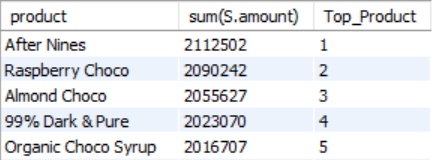 product sum(S.amount) Top_Product
After Nines 2112502 1
Raspberry Choco 2090242 2
Almond Choco 2055627 3
99% Dark & Pure 2023070 4
Organic Choco Syrup 2016707 5